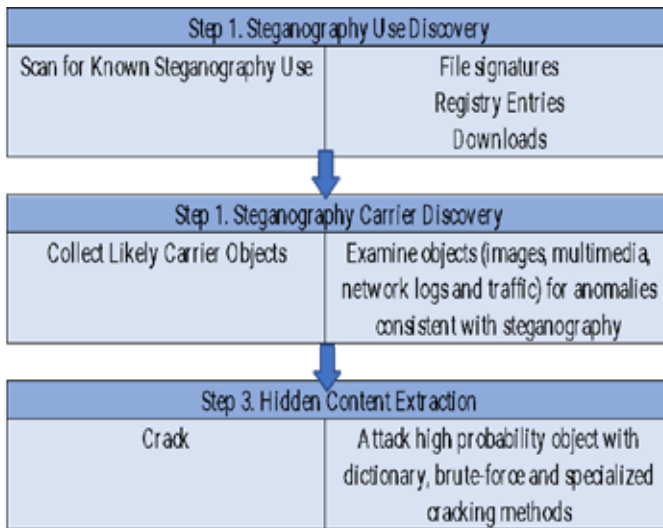 Step 1. Steganography Use Discovery
Scan for Known Steganography Use
File signatures
Registry Entries
Downloads
Step 1. Steganography Carrier Discovery
Collect Likely Carrier Objects
Examine objects (images, multimedia,
network logs and traffic) for anomalies
consistent with steganography
Step 3. Hidden Content Extraction
Crack
Attack high probability object with
dictionary, brute-force and specialized
cracking methods